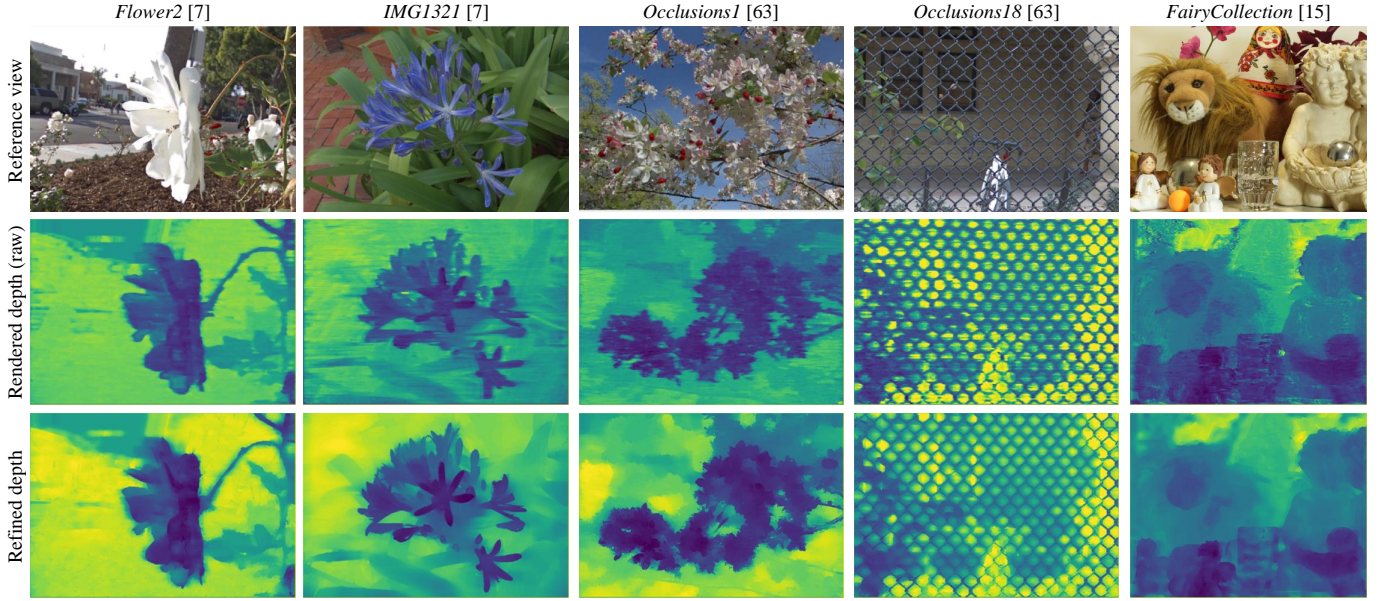 Flower2 [7]
IMG1321 [7]
Occlusions1 [63]
Occlusions18 [63]
FairyCollection [15]
Reference view
Rendered depth (raw)
Refined depth